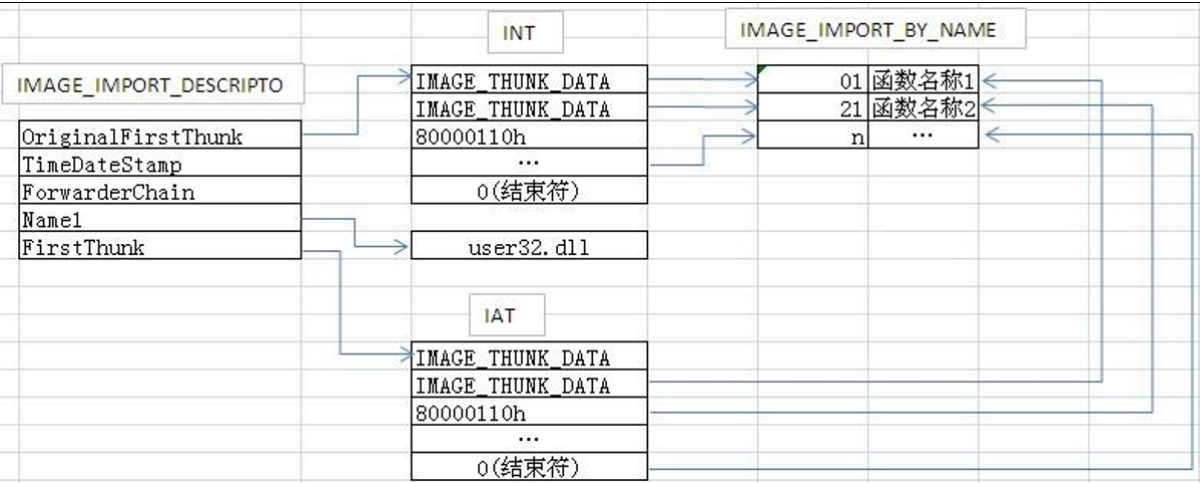 INT
IMAGE_IMPORT_BY_NAME
IMAGE_IMPORT_DESCRIPTO
OriginalFirstThunk
TimeDateStamp
ForwarderChain
Name1
FirstThunk
IMAGE_THUNK_DATA
IMAGE_THUNK_DATA
80000110h
...
0(结束符)
01 函数名称1
21 函数名称2
n ...
user32.dll
IAT
IMAGE_THUNK_DATA
IMAGE_THUNK_DATA
80000110h
...
0(结束符)